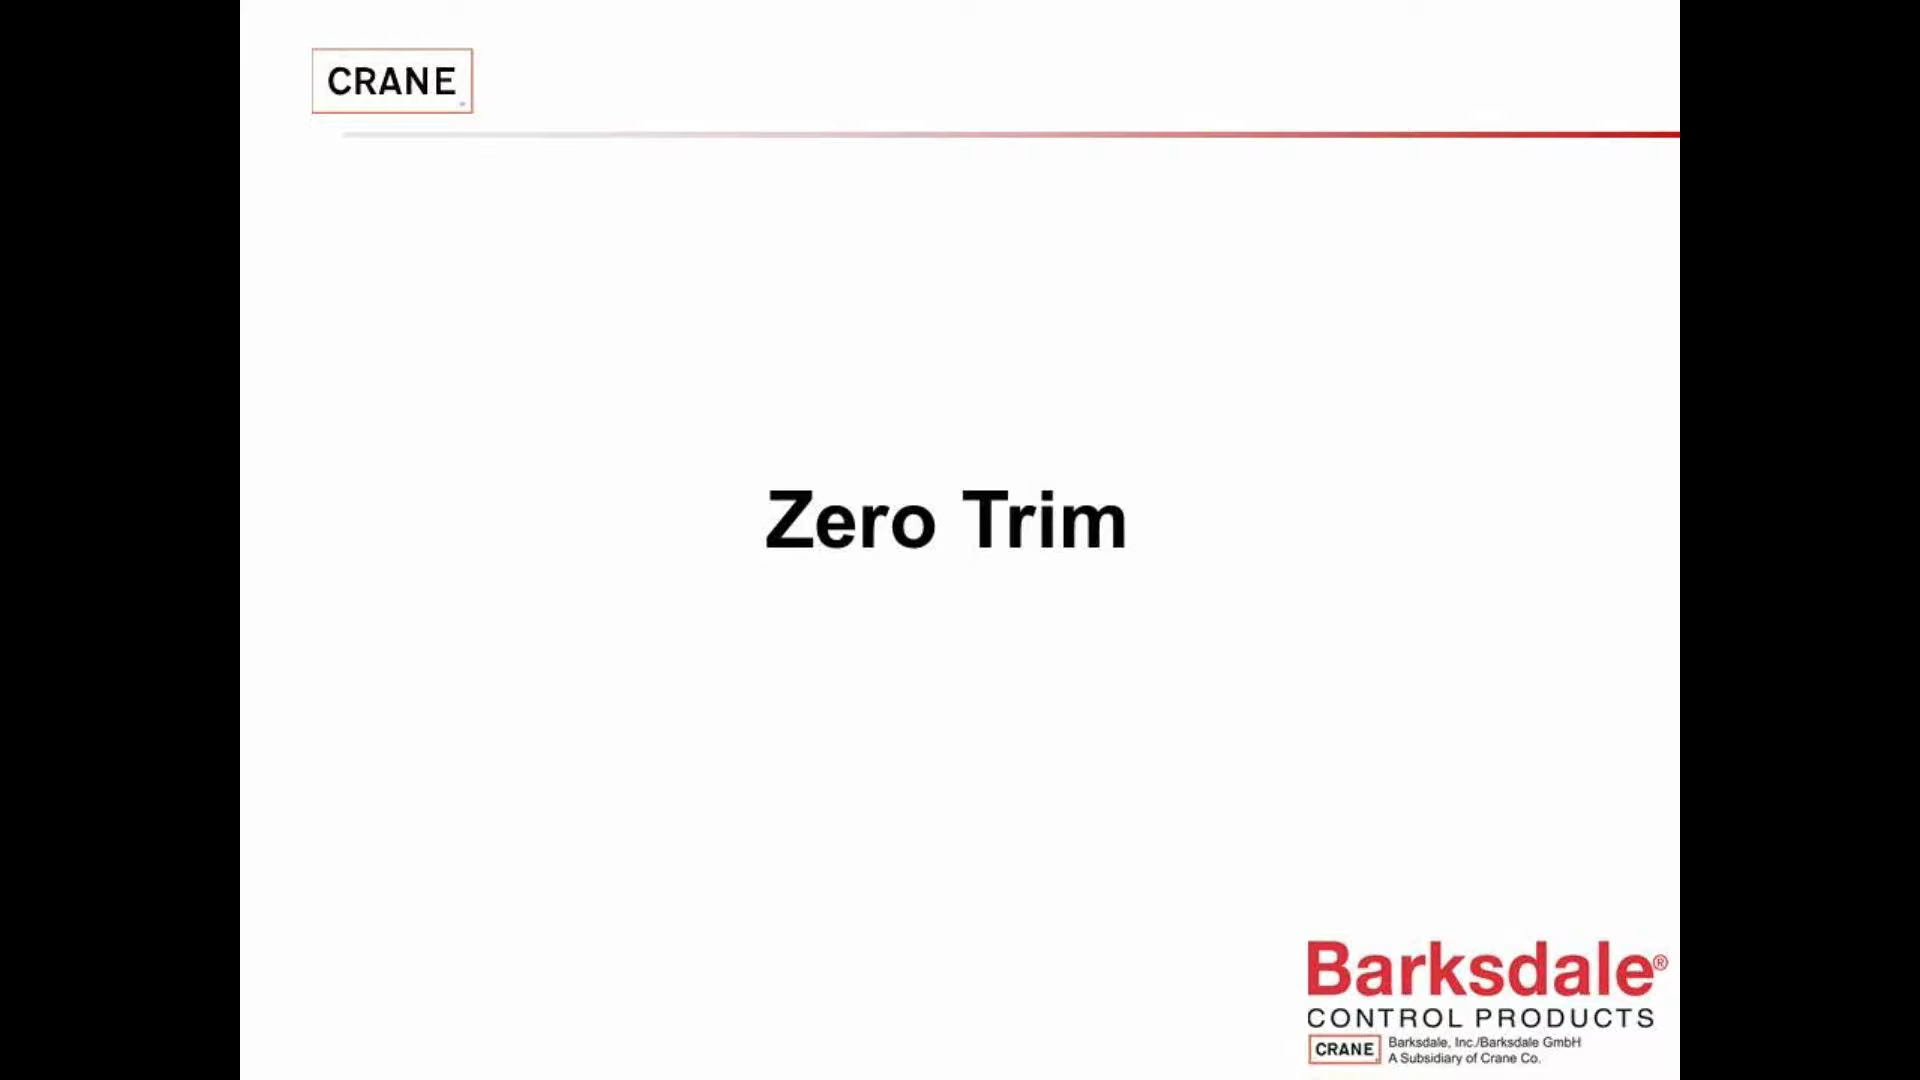 CRANE
Zero Trim
Barksdale®
CONTROL PRODUCTS
CRANE
Barksdale, Inc./Barksdale GmbH
A Subsidiary of Crane Co.